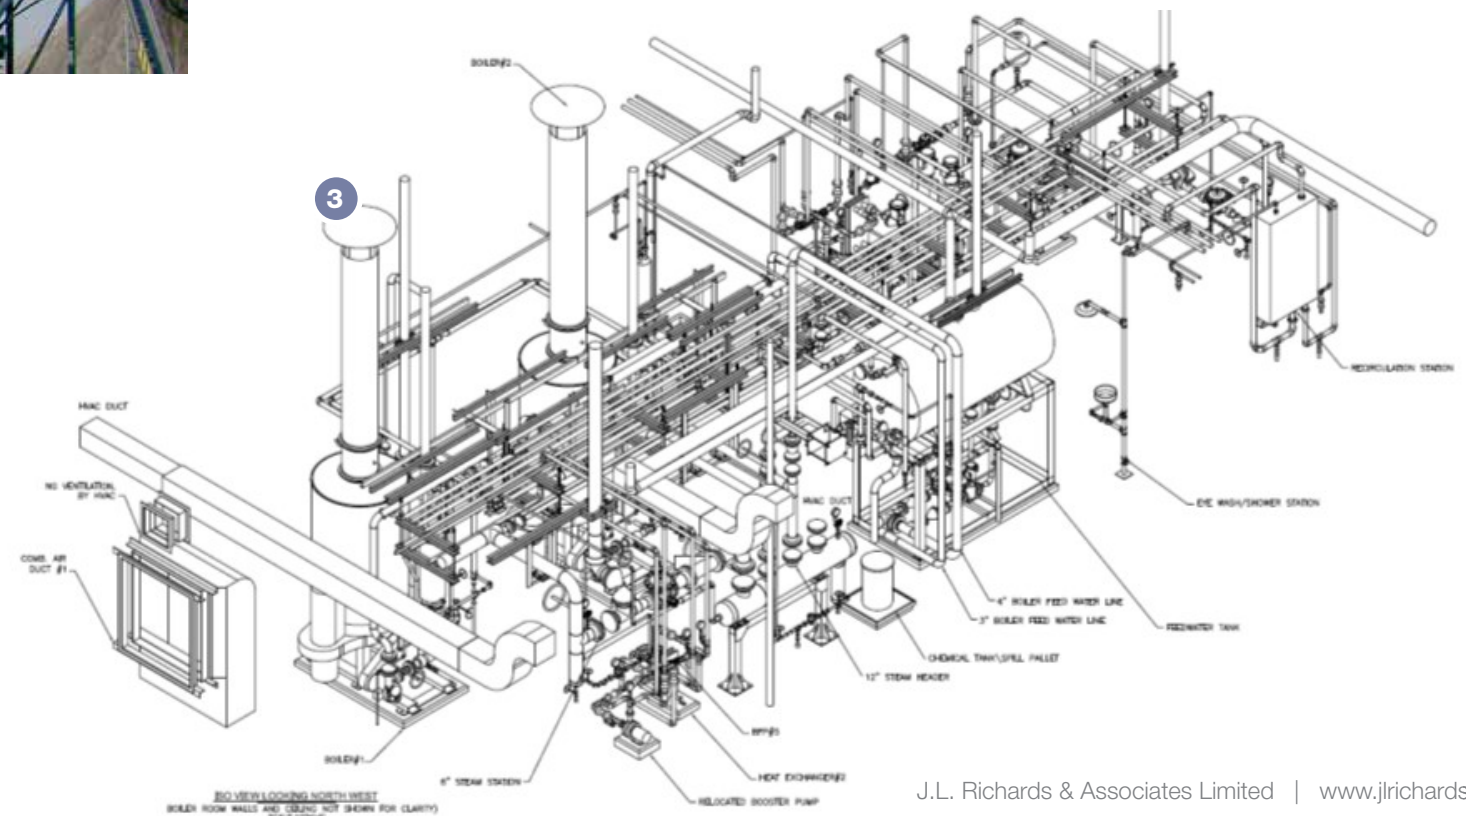 BOILER#2
3
HVAC DUCT
NO VENTILATION
BY HVAC
COMB. AIR
DUCT #1
HVAC DUCT
RECIRCULATION STATION
EYE WASH/SHOWER STATION
4" BOILER FEED WATER LINE
3" BOILER FEED WATER LINE
FEEDWATER TANK
CHEMICAL TANK\SPILL PALLET
12" STEAM HEADER
BOILER#1
6" STEAM STATION
HEAT EXCHANGER#2
RELOCATED BOOSTER PUMP
ISO VIEW LOOKING NORTH WEST
(BOILER ROOM WALLS AND CEILING NOT SHOWN FOR CLARITY)
J.L. Richards & Associates Limited | www.jlrichards